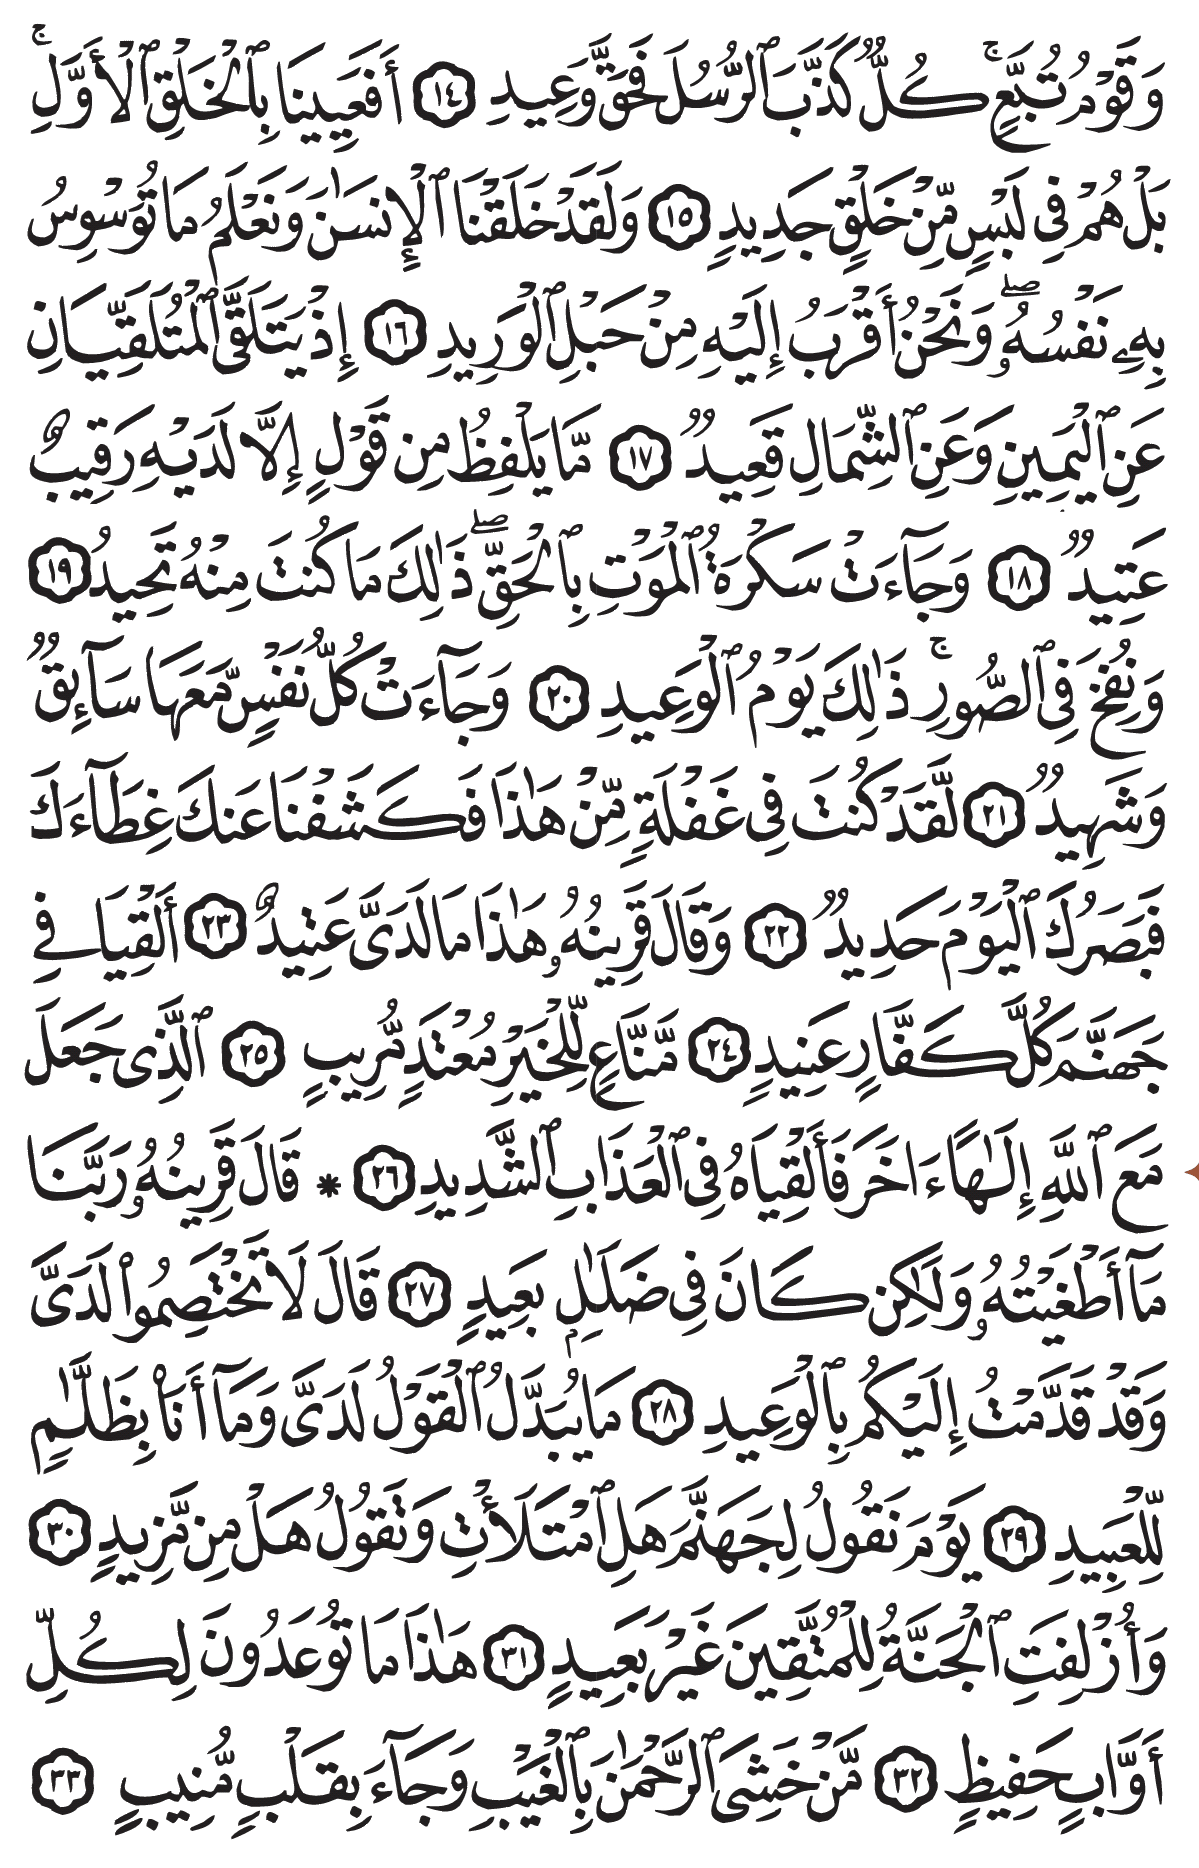 وَقَوْمُ تُبَّعٍ ۚ كُلٌّ كَذَّبَ ٱلرُّسُلَ فَحَقَّ وَعِيدِ ١٤ أَفَعَيِينَا بِٱلْخَلْقِ ٱلْأَوَّلِ ۚ
بَلْ هُمْ فِى لَبْسٍ مِّنْ خَلْقٍ جَدِيدٍ ١٥ وَلَقَدْ خَلَقْنَا ٱلْإِنسَـٰنَ وَنَعْلَمُ مَا تُوَسْوِسُ
بِهِۦ نَفْسُهُۥ ۖ وَنَحْنُ أَقْرَبُ إِلَيْهِ مِنْ حَبْلِ ٱلْوَرِيدِ ١٦ إِذْ يَتَلَقَّى ٱلْمُتَلَقِّيَانِ
عَنِ ٱلْيَمِينِ وَعَنِ ٱلشِّمَالِ قَعِيدٌ ١٧ مَّا يَلْفِظُ مِن قَوْلٍ إِلَّا لَدَيْهِ رَقِيبٌ
عَتِيدٌ ١٨ وَجَآءَتْ سَكْرَةُ ٱلْمَوْتِ بِٱلْحَقِّ ۖ ذَٰلِكَ مَا كُنتَ مِنْهُ تَحِيدُ ١٩
وَنُفِخَ فِى ٱلصُّورِ ۚ ذَٰلِكَ يَوْمُ ٱلْوَعِيدِ ٢٠ وَجَآءَتْ كُلُّ نَفْسٍ مَّعَهَا سَآئِقٌ
وَشَهِيدٌ ٢١ لَّقَدْ كُنتَ فِى غَفْلَةٍ مِّنْ هَـٰذَا فَكَشَفْنَا عَنكَ غِطَآءَكَ
فَبَصَرُكَ ٱلْيَوْمَ حَدِيدٌ ٢٢ وَقَالَ قَرِينُهُۥ هَـٰذَا مَا لَدَىَّ عَتِيدٌ ٢٣ أَلْقِيَا فِى
جَهَنَّمَ كُلَّ كَفَّارٍ عَنِيدٍ ٢٤ مَّنَّاعٍ لِّلْخَيْرِ مُعْتَدٍ مُّرِيبٍ ٢٥ ٱلَّذِى جَعَلَ
مَعَ ٱللَّهِ إِلَـٰهًا ءَاخَرَ فَأَلْقِيَاهُ فِى ٱلْعَذَابِ ٱلشَّدِيدِ ٢٦ * قَالَ قَرِينُهُۥ رَبَّنَا
مَآ أَطْغَيْتُهُۥ وَلَـٰكِن كَانَ فِى ضَلَـٰلٍۭ بَعِيدٍ ٢٧ قَالَ لَا تَخْتَصِمُوا۟ لَدَىَّ
وَقَدْ قَدَّمْتُ إِلَيْكُم بِٱلْوَعِيدِ ٢٨ مَا يُبَدَّلُ ٱلْقَوْلُ لَدَىَّ وَمَآ أَنَا۠ بِظَلَّـٰمٍ
لِّلْعَبِيدِ ٢٩ يَوْمَ نَقُولُ لِجَهَنَّمَ هَلِ ٱمْتَلَأْتِ وَتَقُولُ هَلْ مِن مَّزِيدٍ ٣٠
وَأُزْلِفَتِ ٱلْجَنَّةُ لِلْمُتَّقِينَ غَيْرَ بَعِيدٍ ٣١ هَـٰذَا مَا تُوعَدُونَ لِكُلِّ
أَوَّابٍ حَفِيظٍ ٣٢ مَّنْ خَشِىَ ٱلرَّحْمَـٰنَ بِٱلْغَيْبِ وَجَآءَ بِقَلْبٍ مُّنِيبٍ ٣٣